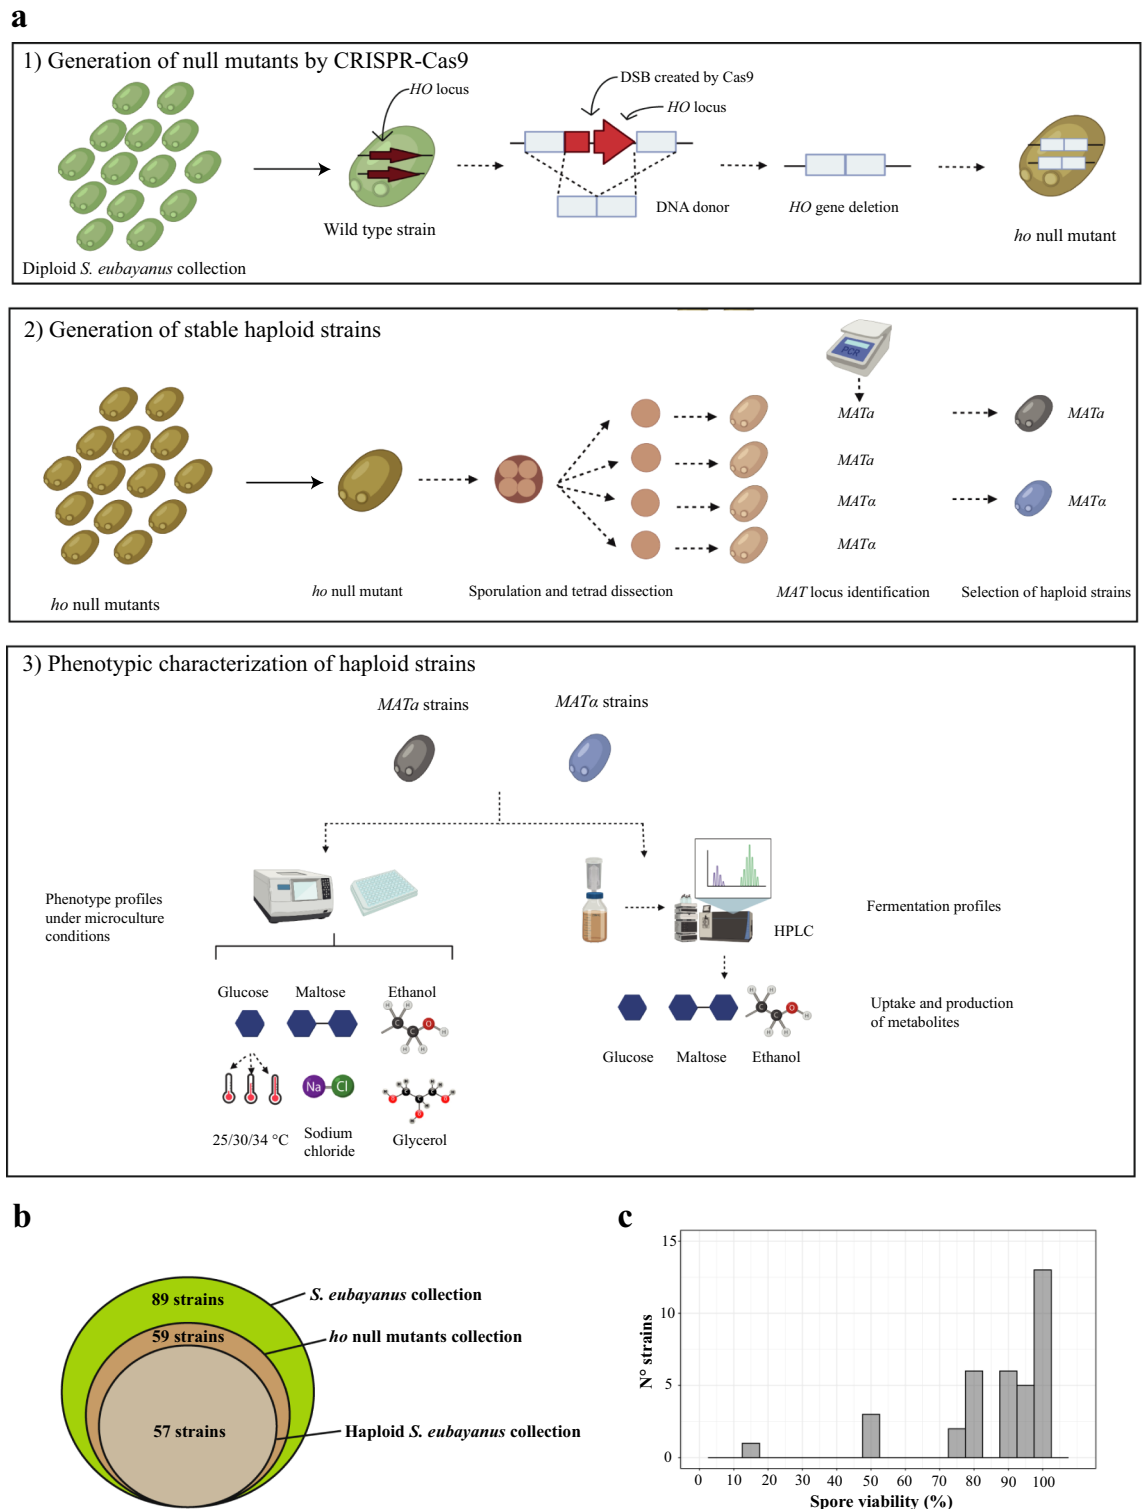 a
1) Generation of null mutants by CRISPR-Cas9
DSB created by Cas9
HO locus
HO locus
DNA donor
HO gene deletion
Wild type strain
ho null mutant
Diploid S. eubayanus collection
2) Generation of stable haploid strains
PCR
MATa
MATa
MATa
MATα
MATα
MATα
ho null mutants
ho null mutant
Sporulation and tetrad dissection
MAT locus identification
Selection of haploid strains
3) Phenotypic characterization of haploid strains
MATa strains
MATα strains
Phenotype profiles
under microculture
conditions
HPLC
Fermentation profiles
Glucose
Maltose
Ethanol
H
H
C
C
O
H
H
H
Na
Cl
25/30/34 °C
Sodium
chloride
Glycerol
H
H
C
C
O
H
H
H
Glucose
Maltose
Ethanol
Uptake and production
of metabolites
b
89 strains
S. eubayanus collection
59 strains
ho null mutants collection
57 strains
Haploid S. eubayanus collection
c
15
10
5
0
N° strains
0 10 20 30 40 50 60 70 80 90 100
Spore viability (%)